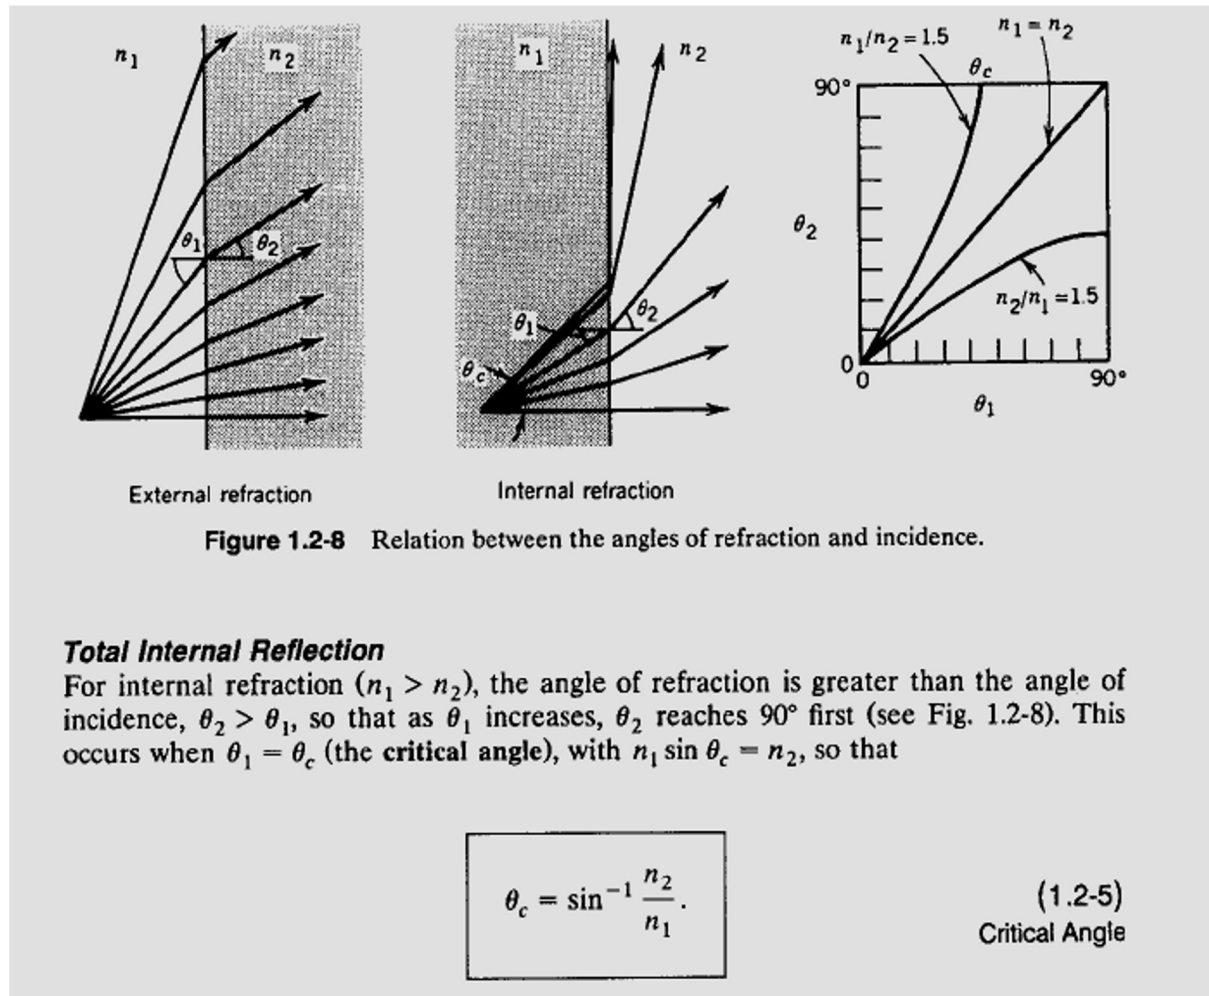 n₁
n₂
θ₁
θ₂
External refraction
n₁
n₂
θ₁
θ₂
θc
Internal refraction
n₁/n₂ = 1.5
n₁ = n₂
θc
90°
θ₂
n₂/n₁ = 1.5
0
0
90°
θ₁
Figure 1.2-8 Relation between the angles of refraction and incidence.
Total Internal Reflection
For internal refraction (n₁ > n₂), the angle of refraction is greater than the angle of
incidence, θ₂ > θ₁, so that as θ₁ increases, θ₂ reaches 90° first (see Fig. 1.2-8). This
occurs when θ₁ = θc (the critical angle), with n₁ sin θc = n₂, so that
θc = sin⁻¹ n₂/n₁.
(1.2-5)
Critical Angle